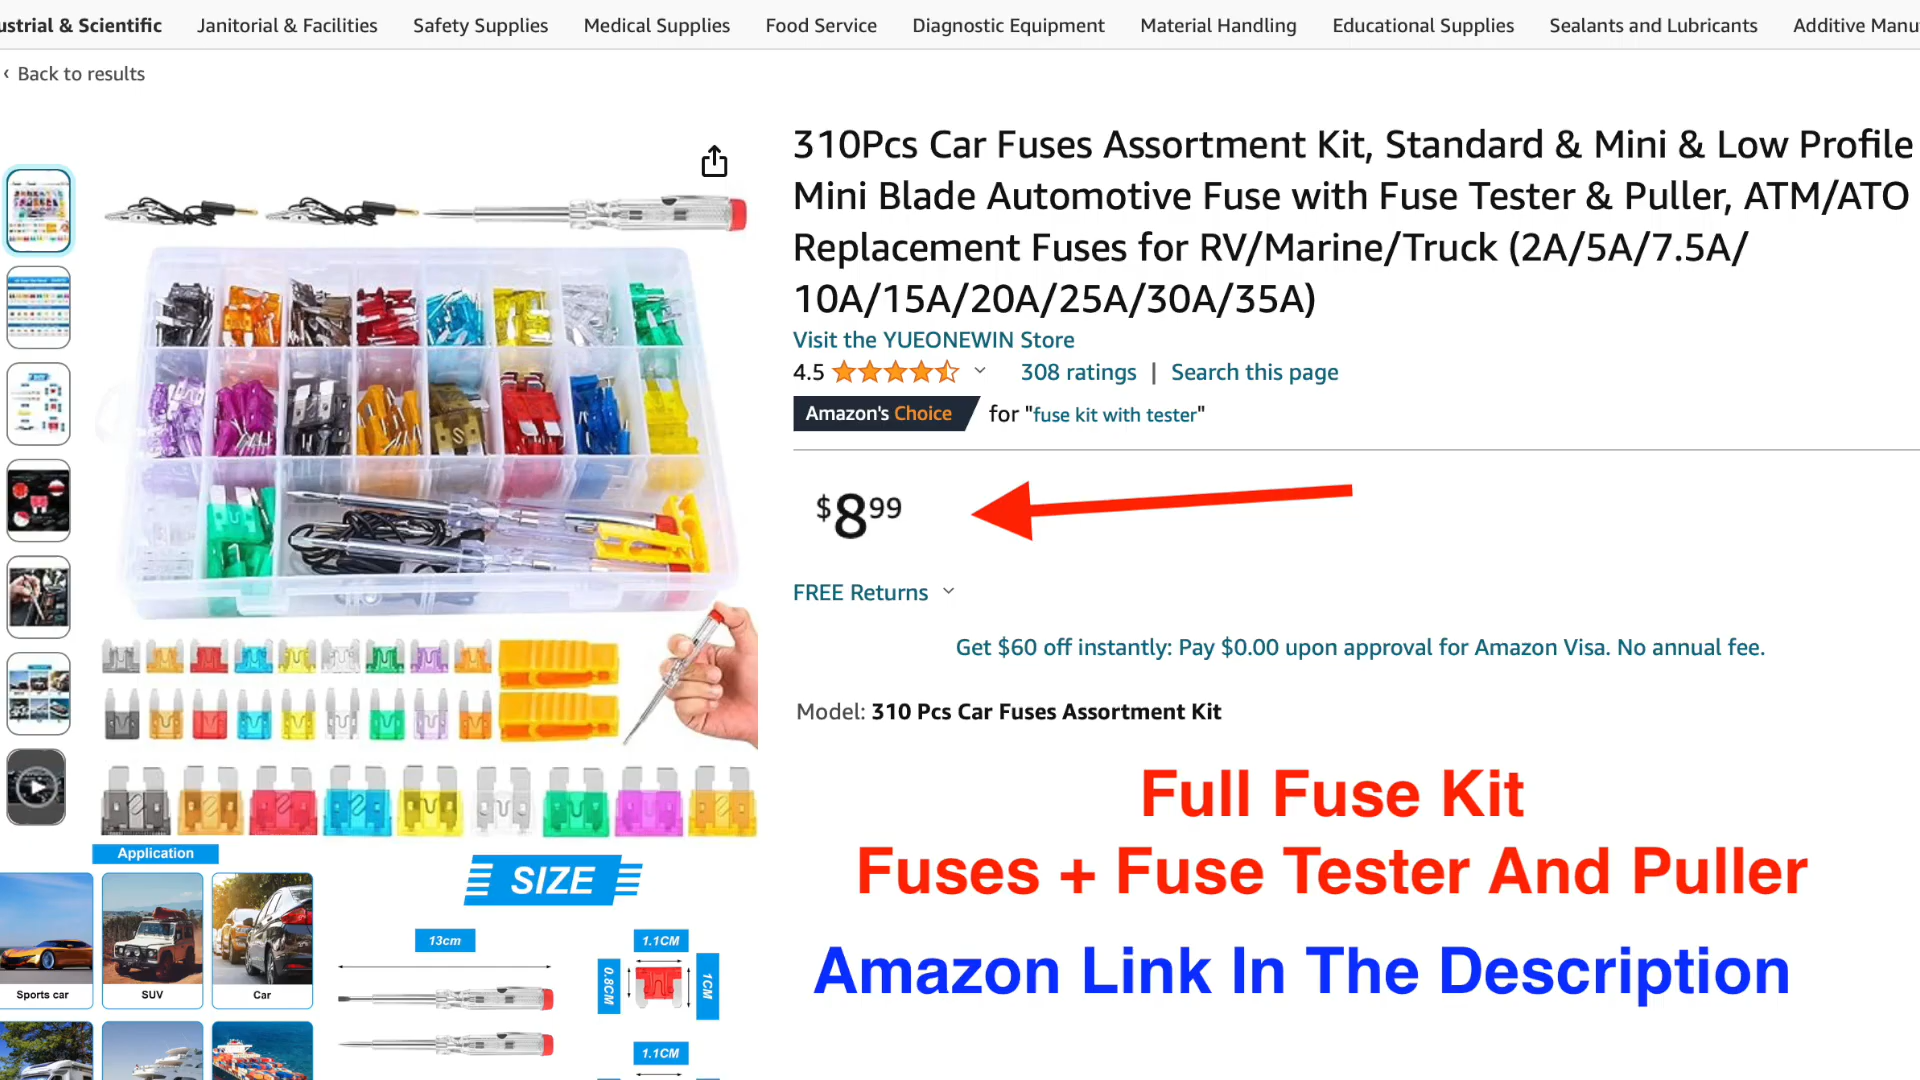 ustrial & Scientific Janitorial & Facilities Safety Supplies Medical Supplies Food Service Diagnostic Equipment Material Handling Educational Supplies Sealants and Lubricants Additive Manu
‹ Back to results
310Pcs Car Fuses Assortment Kit, Standard & Mini & Low Profile
Mini Blade Automotive Fuse with Fuse Tester & Puller, ATM/ATO
Replacement Fuses for RV/Marine/Truck (2A/5A/7.5A/
10A/15A/20A/25A/30A/35A)
Visit the YUEONEWIN Store
4.5 308 ratings | Search this page
Amazon's Choice for "fuse kit with tester"
$899
FREE Returns
Get $60 off instantly: Pay $0.00 upon approval for Amazon Visa. No annual fee.
Model: 310 Pcs Car Fuses Assortment Kit
Full Fuse Kit
Fuses + Fuse Tester And Puller
Amazon Link In The Description
Application
Sports car
SUV
Car
SIZE
13cm
1.1CM
0.8CM
1CM
1.1CM